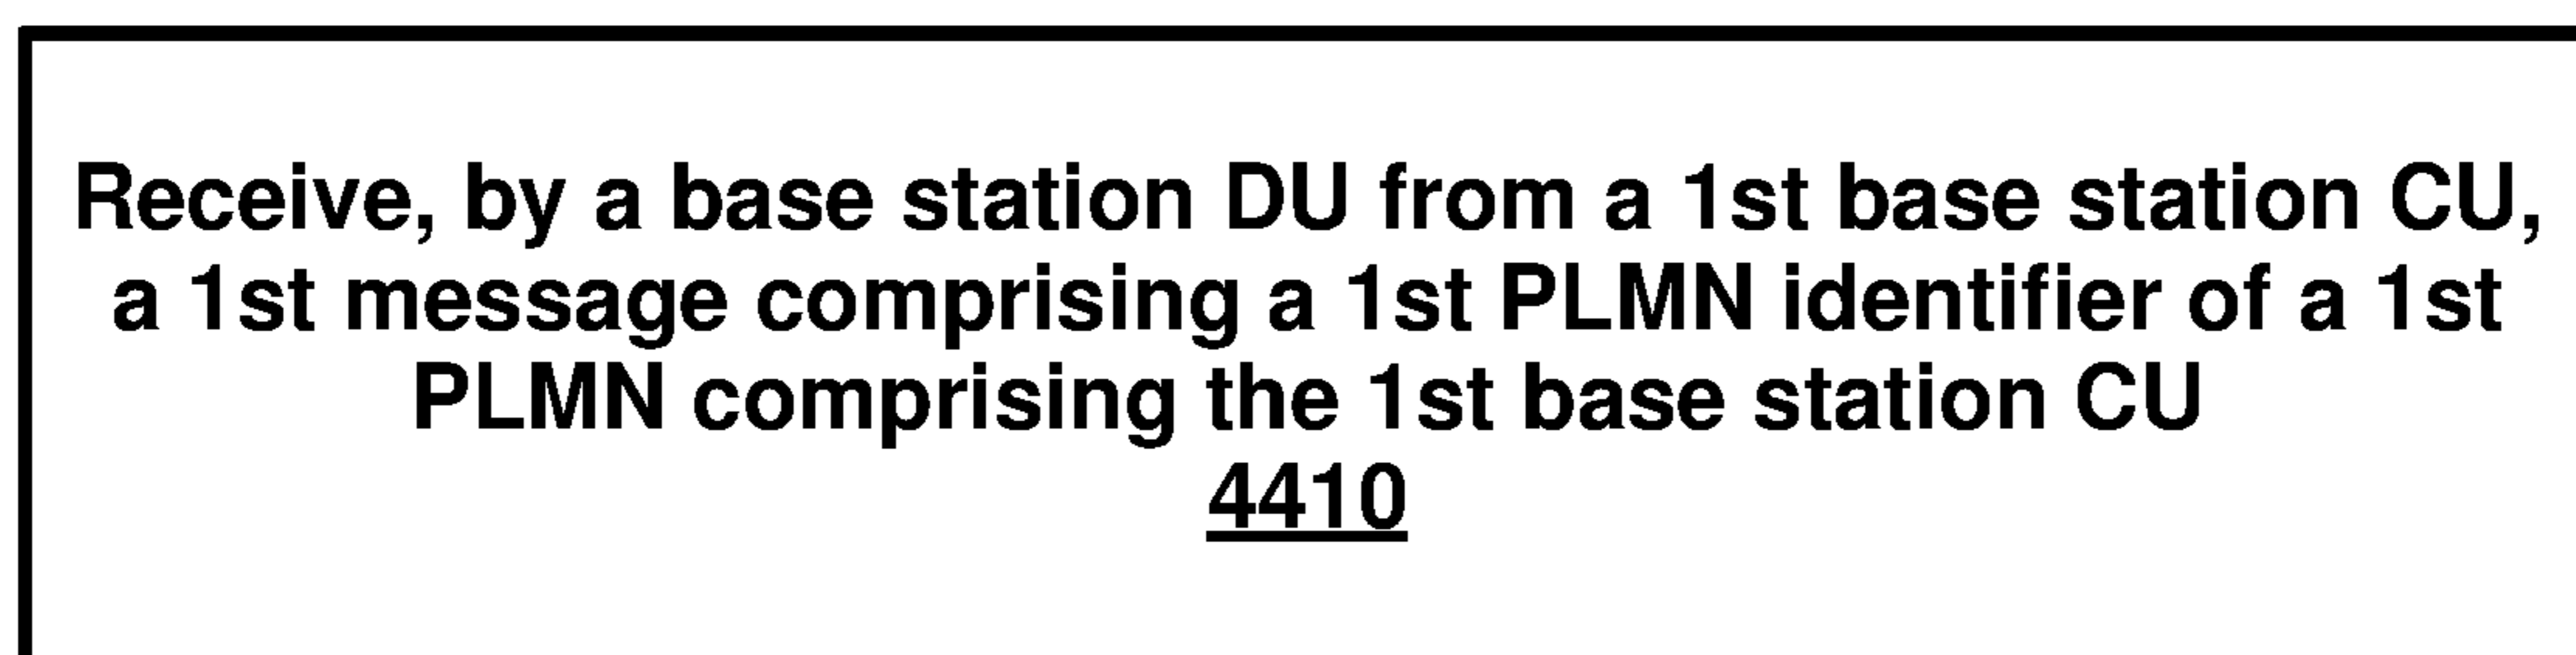 Receive, by a base station DU from a 1st base station CU,
a 1st message comprising a 1st PLMN identifier of a 1st
PLMN comprising the 1st base station CU
4410